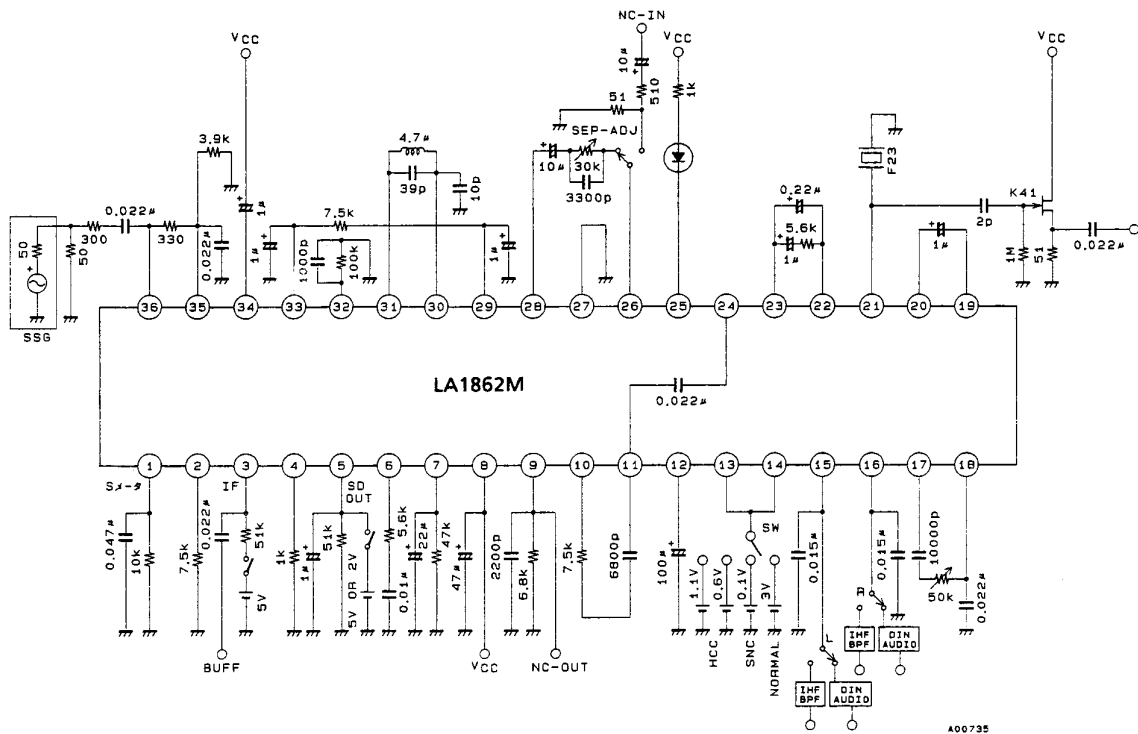 NC-IN
VCC
VCC
VCC
10μ
+
510
1k
51
SEP-ADJ
3.9k
4.7μ
39p
10p
10μ
+
30k
3300p
F23
K41
0.22μ
+
5.6k
+
1μ
2p
1μ
+
1M
51
0.022μ
50
+
SSG
50
300
0.022μ
330
0.022μ
+
1μ
1μ
+
7.5k
1000p
100k
1μ
+
36 35 34 33 32 31 30 29 28 27 26 25 24 23 22 21 20 19
LA1862M
0.022μ
1 2 3 4 5 6 7 8 9 10 11 12 13 14 15 16 17 18
Sメータ
IF
SD
OUT
0.047μ
10k
7.5k
0.022μ
51k
5V
BUFF
1k
1μ
+
51k
5V OR 2V
5.6k
0.01μ
22μ
+
47k
47μ
+
VCC
2200p
6.8k
NC-OUT
7.5k
6800p
100μ
+
SW
1.1V
0.6V
0.1V
3V
HCC
SNC
NORMAL
0.015μ
L
IHF
BPF
DIN
AUDIO
0.015μ
R
IHF
BPF
DIN
AUDIO
10000p
50k
0.022μ
A00735